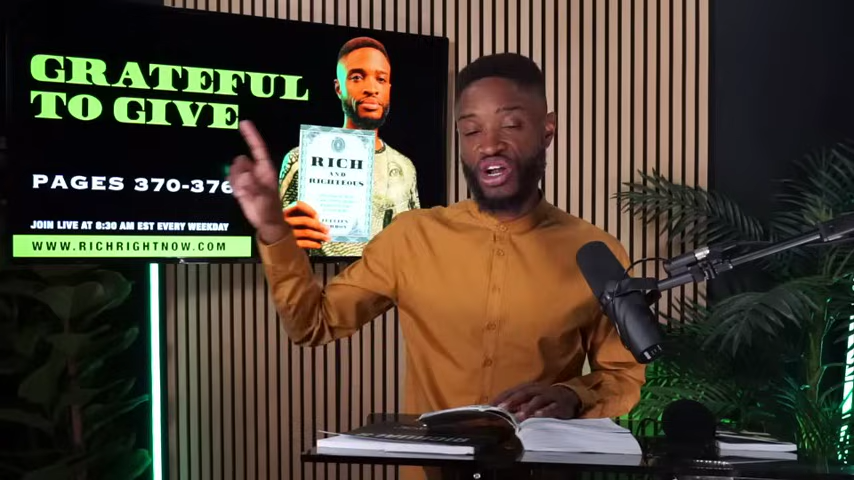 GRATEFUL
TO GIVE
PAGES 370-376
JOIN LIVE AT 8:30 AM EST EVERY WEEKDAY
WWW.RICHRIGHTNOW.COM
RICH
AND
RIGHTEOUS